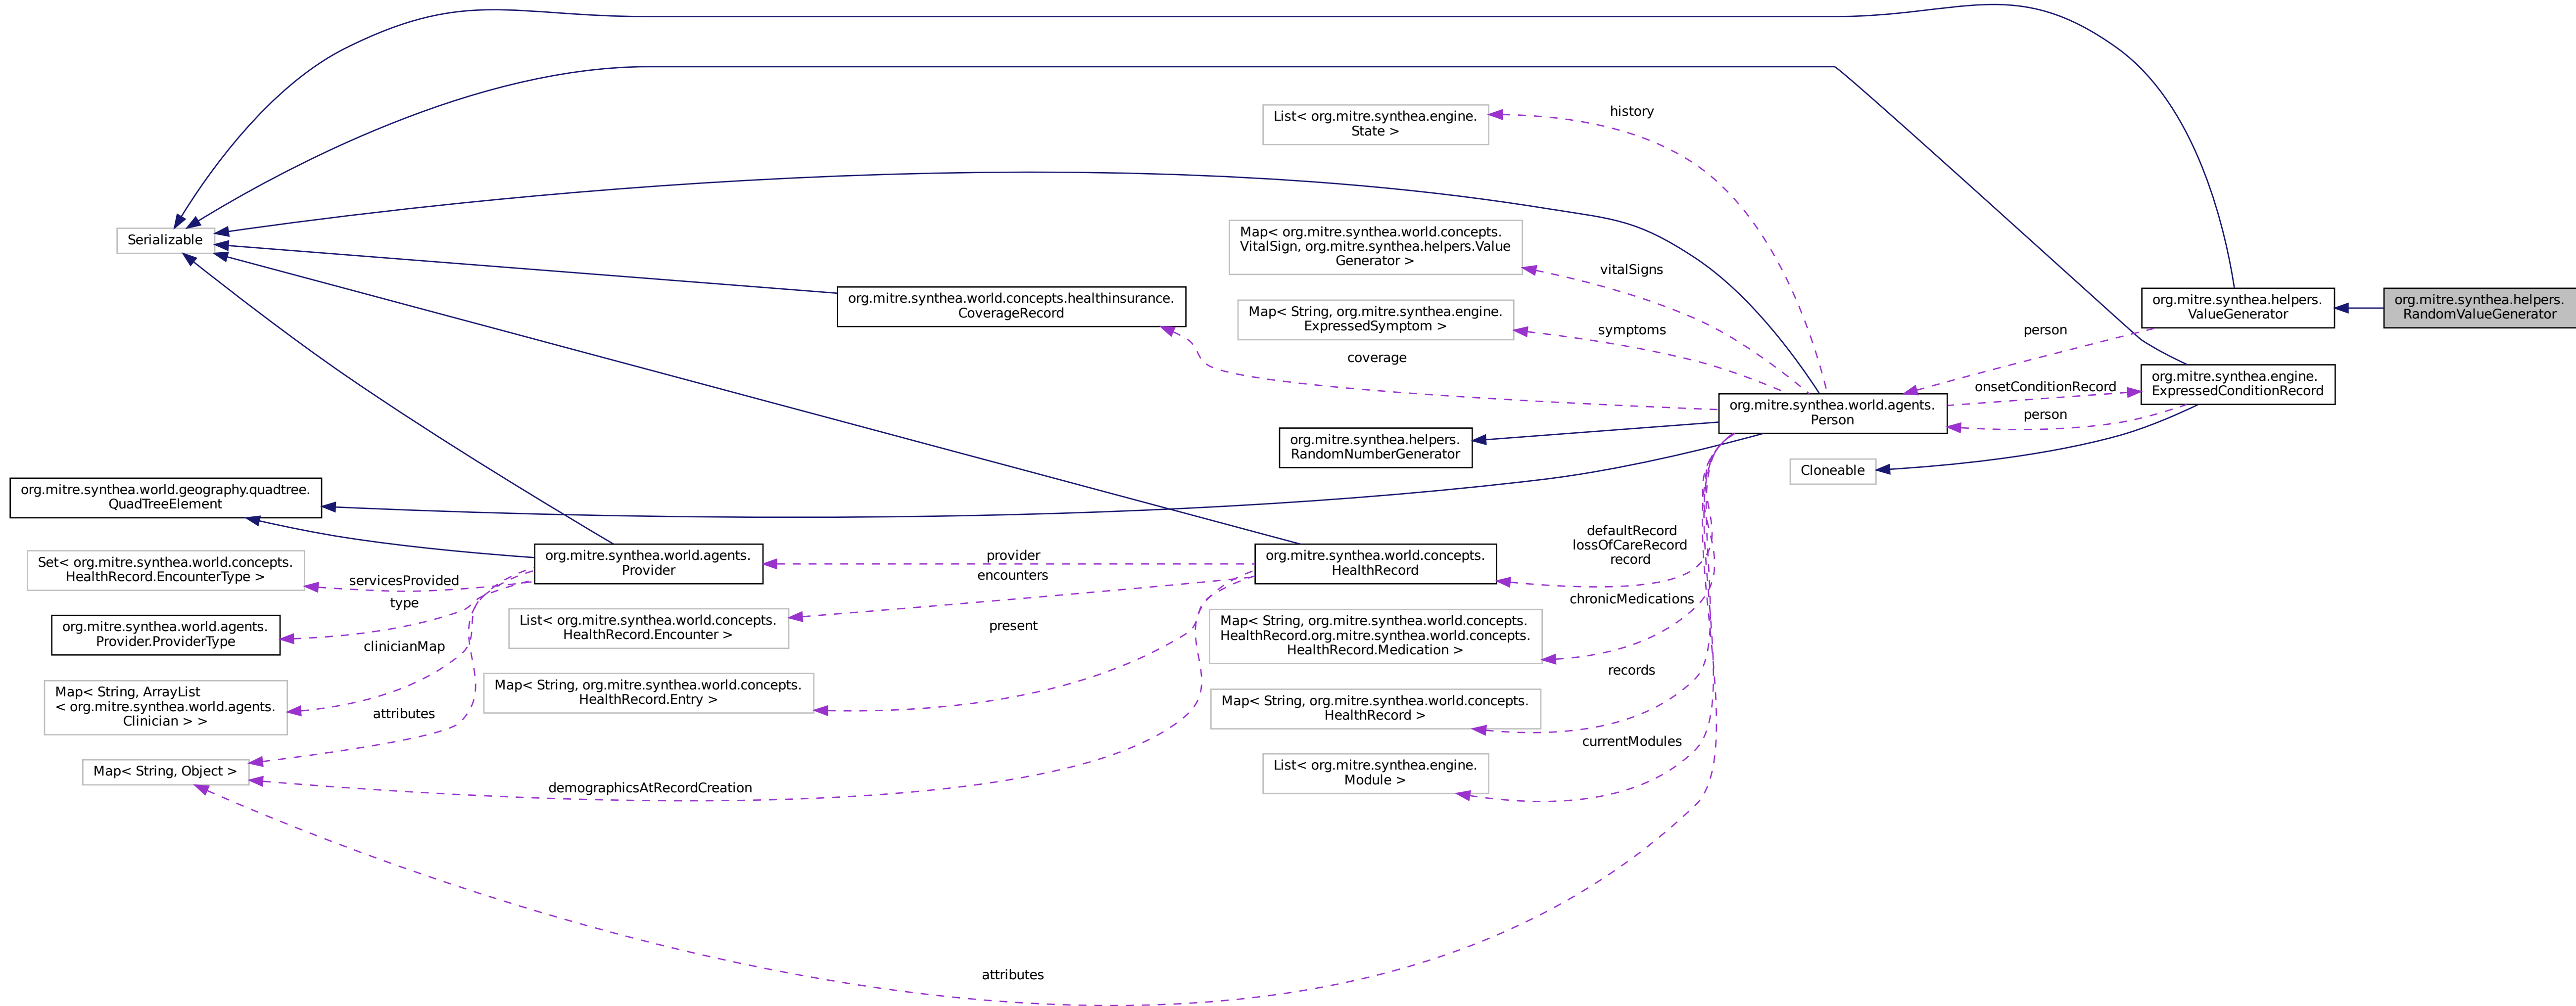 history
List< org.mitre.synthea.engine.
State >
Map< org.mitre.synthea.world.concepts.
VitalSign, org.mitre.synthea.helpers.Value
Generator >
vitalSigns
Serializable
org.mitre.synthea.world.concepts.healthinsurance.
CoverageRecord
Map< String, org.mitre.synthea.engine.
ExpressedSymptom >
symptoms
coverage
org.mitre.synthea.helpers.
ValueGenerator
org.mitre.synthea.helpers.
RandomValueGenerator
person
onsetConditionRecord
person
org.mitre.synthea.engine.
ExpressedConditionRecord
org.mitre.synthea.world.agents.
Person
org.mitre.synthea.helpers.
RandomNumberGenerator
Cloneable
org.mitre.synthea.world.geography.quadtree.
QuadTreeElement
Set< org.mitre.synthea.world.concepts.
HealthRecord.EncounterType >
servicesProvided
type
org.mitre.synthea.world.agents.
Provider
provider
encounters
org.mitre.synthea.world.concepts.
HealthRecord
defaultRecord
lossOfCareRecord
record
org.mitre.synthea.world.agents.
Provider.ProviderType
clinicianMap
List< org.mitre.synthea.world.concepts.
HealthRecord.Encounter >
present
chronicMedications
Map< String, org.mitre.synthea.world.concepts.
HealthRecord.org.mitre.synthea.world.concepts.
HealthRecord.Medication >
Map< String, ArrayList
< org.mitre.synthea.world.agents.
Clinician > >
attributes
Map< String, org.mitre.synthea.world.concepts.
HealthRecord.Entry >
records
Map< String, org.mitre.synthea.world.concepts.
HealthRecord >
currentModules
Map< String, Object >
demographicsAtRecordCreation
List< org.mitre.synthea.engine.
Module >
attributes